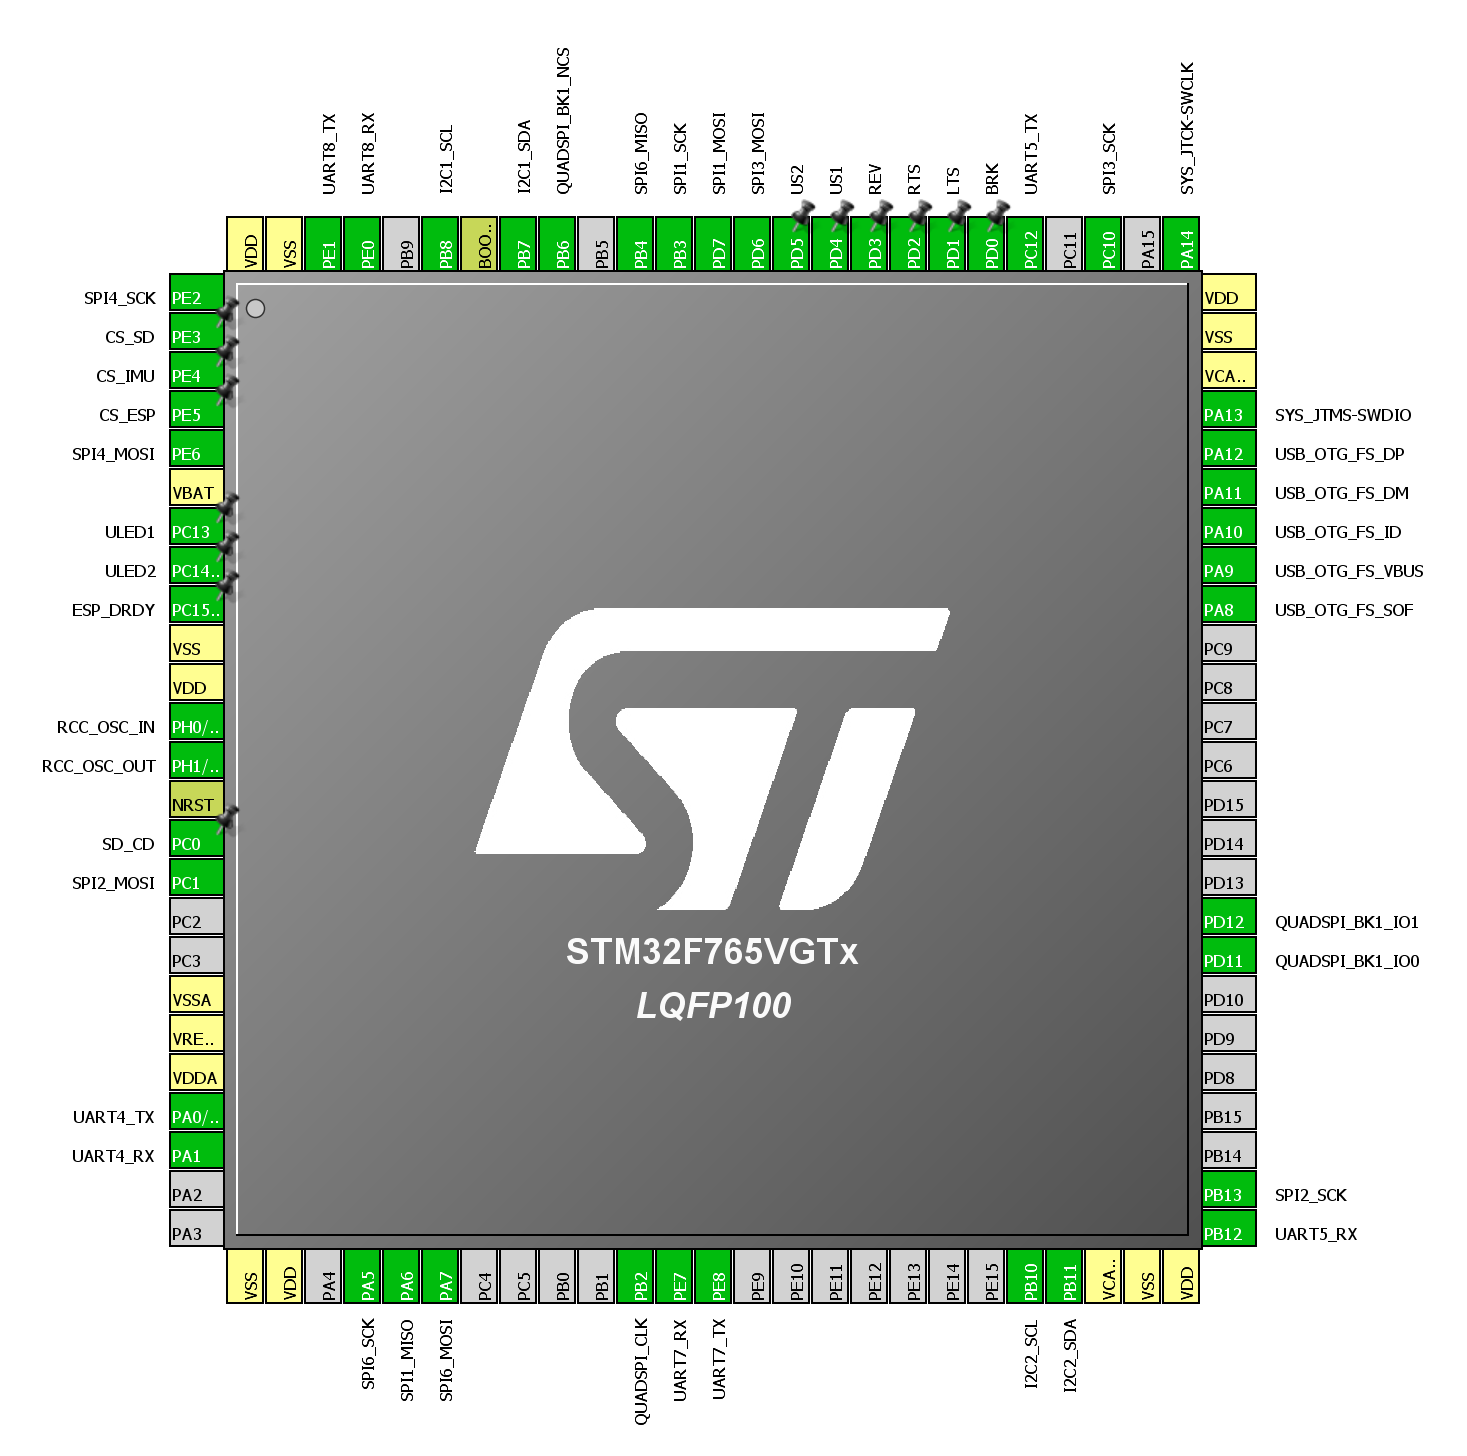 UART8_TX
UART8_RX
I2C1_SCL
I2C1_SDA
QUADSPI_BK1_NCS
SPI6_MISO
SPI1_SCK
SPI1_MOSI
SPI3_MOSI
US2
US1
REV
RTS
LTS
BRK
UART5_TX
SPI3_SCK
SYS_JTCK-SWCLK
VDD
VSS
PE1
PE0
PB9
PB8
BOO..
PB7
PB6
PB5
PB4
PB3
PD7
PD6
PD5
PD4
PD3
PD2
PD1
PD0
PC12
PC11
PC10
PA15
PA14
SPI4_SCK PE2
CS_SD PE3
CS_IMU PE4
CS_ESP PE5
SPI4_MOSI PE6
VBAT
ULED1 PC13
ULED2 PC14..
ESP_DRDY PC15..
VSS
VDD
RCC_OSC_IN PH0/..
RCC_OSC_OUT PH1/..
NRST
SD_CD PC0
SPI2_MOSI PC1
PC2
PC3
VSSA
VRE..
VDDA
UART4_TX PA0/..
UART4_RX PA1
PA2
PA3
ST
STM32F765VGTx
LQFP100
VDD
VSS
VCA..
PA13 SYS_JTMS-SWDIO
PA12 USB_OTG_FS_DP
PA11 USB_OTG_FS_DM
PA10 USB_OTG_FS_ID
PA9 USB_OTG_FS_VBUS
PA8 USB_OTG_FS_SOF
PC9
PC8
PC7
PC6
PD15
PD14
PD13
PD12 QUADSPI_BK1_IO1
PD11 QUADSPI_BK1_IO0
PD10
PD9
PD8
PB15
PB14
PB13 SPI2_SCK
PB12 UART5_RX
VSS
VDD
PA4
PA5
PA6
PA7
PC4
PC5
PB0
PB1
PB2
PE7
PE8
PE9
PE10
PE11
PE12
PE13
PE14
PE15
PB10
PB11
VCA..
VSS
VDD
SPI6_SCK
SPI1_MISO
SPI6_MOSI
QUADSPI_CLK
UART7_RX
UART7_TX
I2C2_SCL
I2C2_SDA